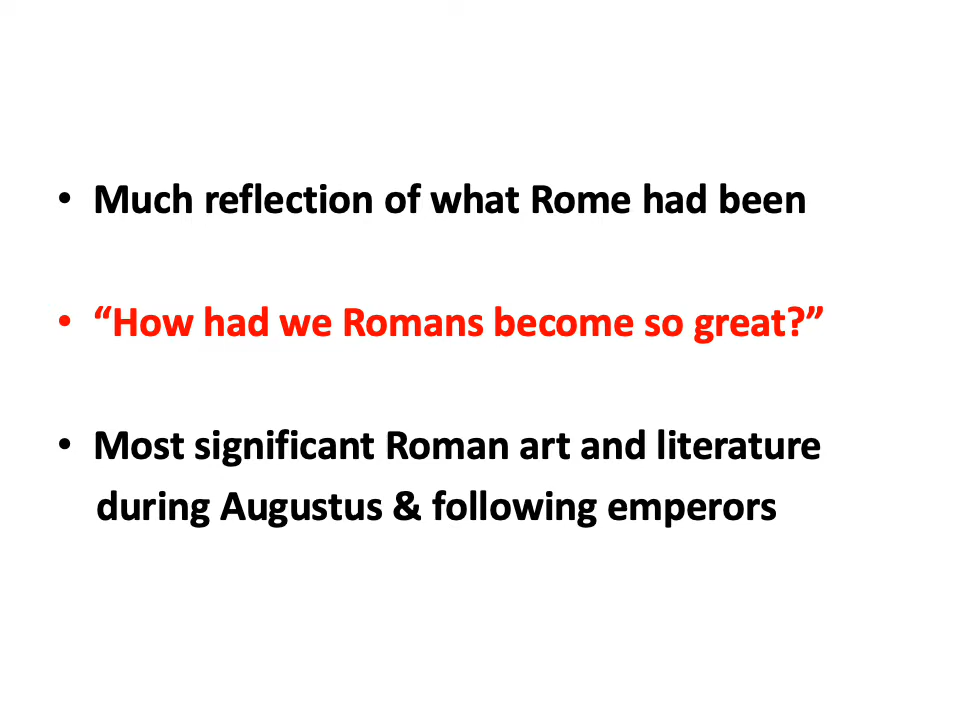 • Much reflection of what Rome had been
• “How had we Romans become so great?”
• Most significant Roman art and literature
during Augustus & following emperors